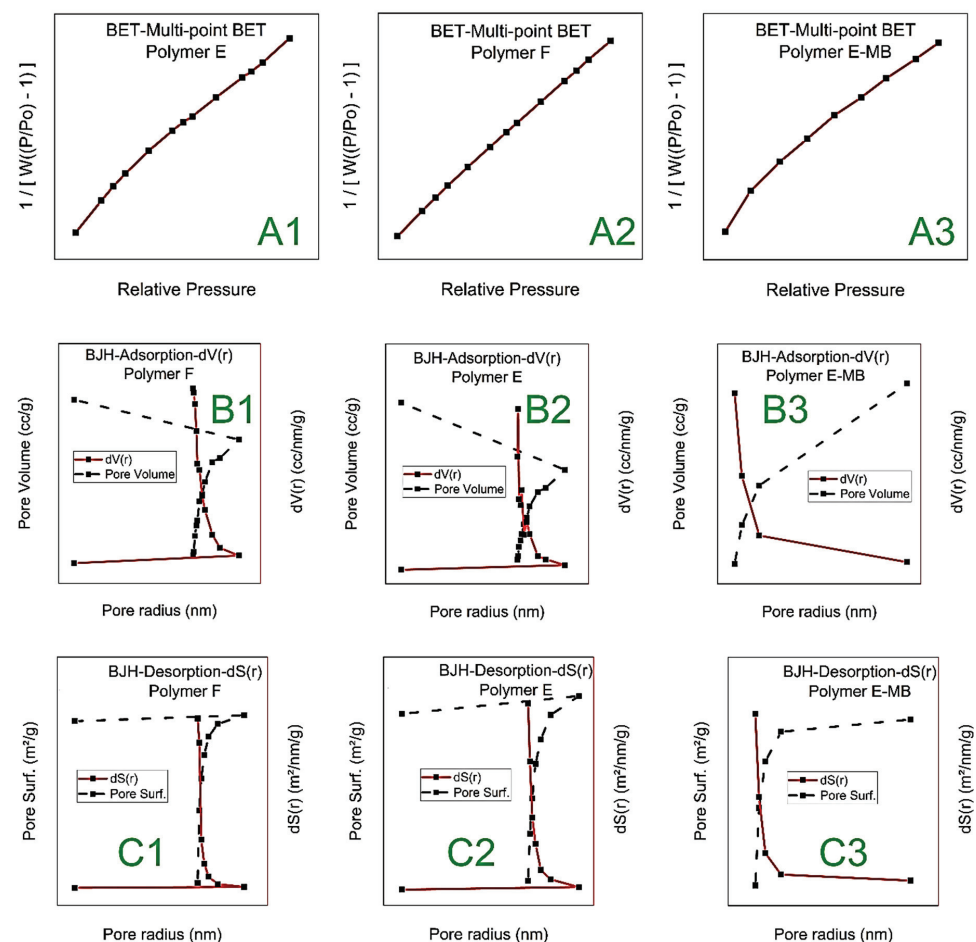 BET-Multi-point BET
Polymer E
1 / [ W((P/Po) - 1) ]
A1
Relative Pressure
BET-Multi-point BET
Polymer F
1 / [ W((P/Po) - 1) ]
A2
Relative Pressure
BET-Multi-point BET
Polymer E-MB
1 / [ W((P/Po) - 1) ]
A3
Relative Pressure
BJH-Adsorption-dV(r)
Polymer F
B1
Pore Volume (cc/g)
dV(r)
Pore Volume
dV(r) (cc/nm/g)
Pore radius (nm)
BJH-Adsorption-dV(r)
Polymer E
B2
Pore Volume (cc/g)
dV(r)
Pore Volume
dV(r) (cc/nm/g)
Pore radius (nm)
BJH-Adsorption-dV(r)
Polymer E-MB
B3
Pore Volume (cc/g)
dV(r)
Pore Volume
dV(r) (cc/nm/g)
Pore radius (nm)
BJH-Desorption-dS(r)
Polymer F
Pore Surf. (m²/g)
dS(r)
Pore Surf.
dS(r) (m²/nm/g)
C1
Pore radius (nm)
BJH-Desorption-dS(r)
Polymer E
Pore Surf. (m²/g)
dS(r)
Pore Surf.
dS(r) (m²/nm/g)
C2
Pore radius (nm)
BJH-Desorption-dS(r)
Polymer E-MB
Pore Surf. (m²/g)
dS(r)
Pore Surf.
dS(r) (m²/nm/g)
C3
Pore radius (nm)